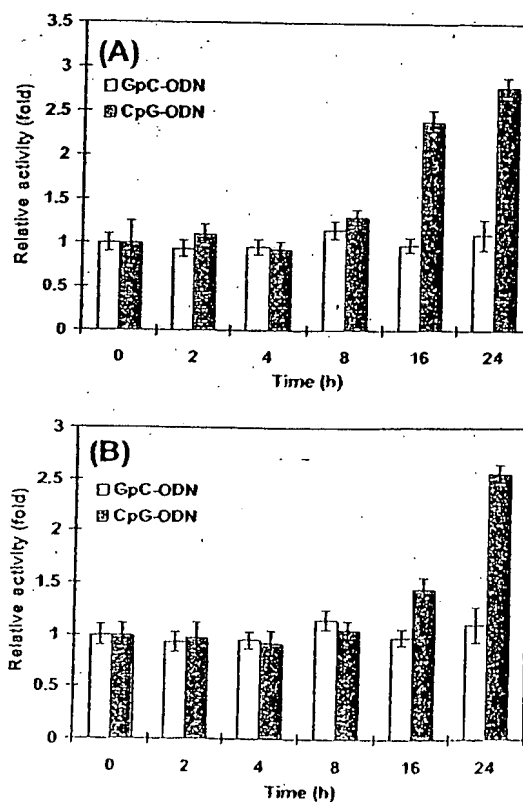 3.5
(A)
GpC-ODN
CpG-ODN
3
2.5
2
1.5
1
0.5
0
Relative activity (fold)
0 2 4 8 16 24
Time (h)
3
(B)
GpC-ODN
CpG-ODN
2.5
2
1.5
1
0.5
0
Relative activity (fold)
0 2 4 8 16 24
Time (h)